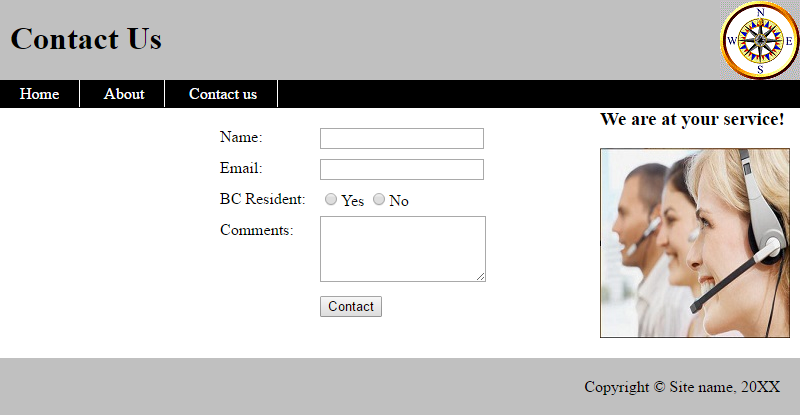 Contact Us
N
W E
S
Home About Contact us
We are at your service!
Name:
Email:
BC Resident: Yes No
Comments:
Contact
Copyright © Site name, 20XX